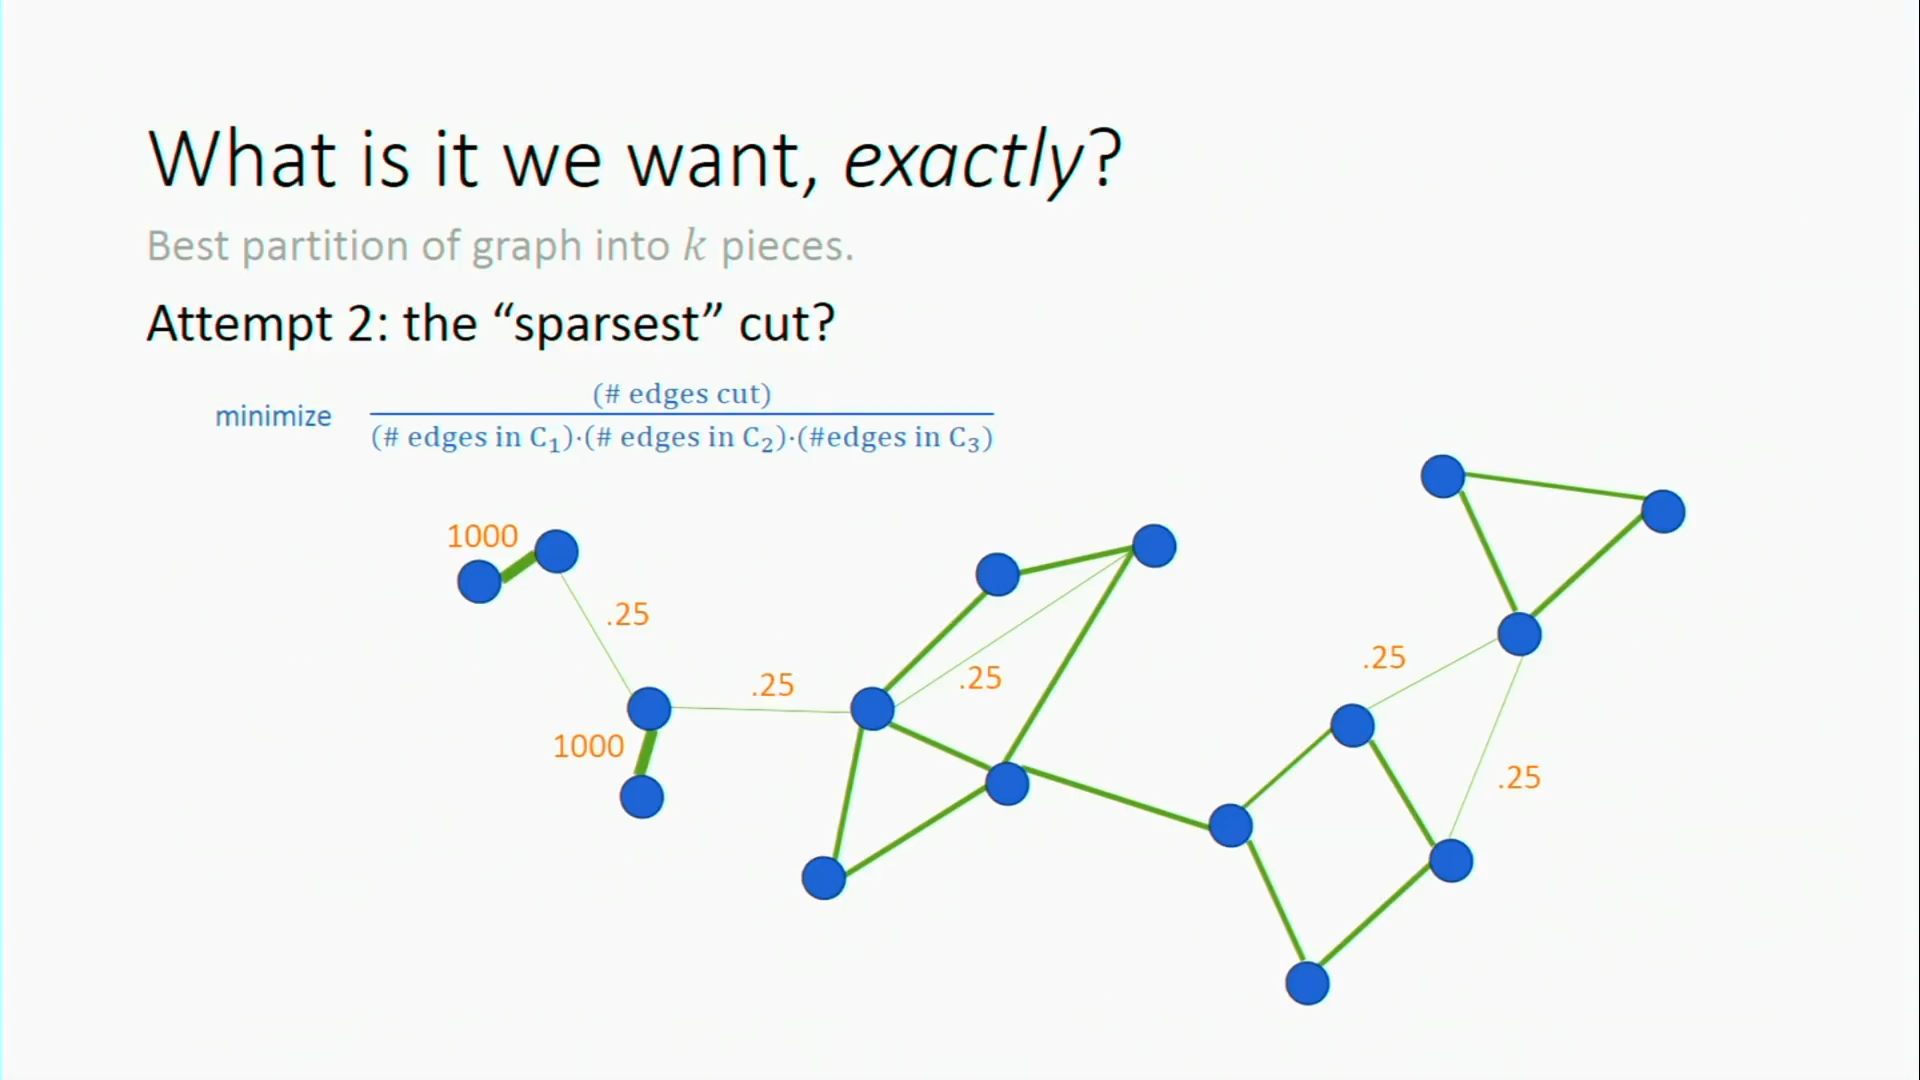 What is it we want, exactly?
Best partition of graph into k pieces.
Attempt 2: the “sparsest” cut?
minimize
(# edges cut)
(# edges in C₁)·(# edges in C₂)·(#edges in C₃)
1000
.25
1000
.25
.25
.25
.25